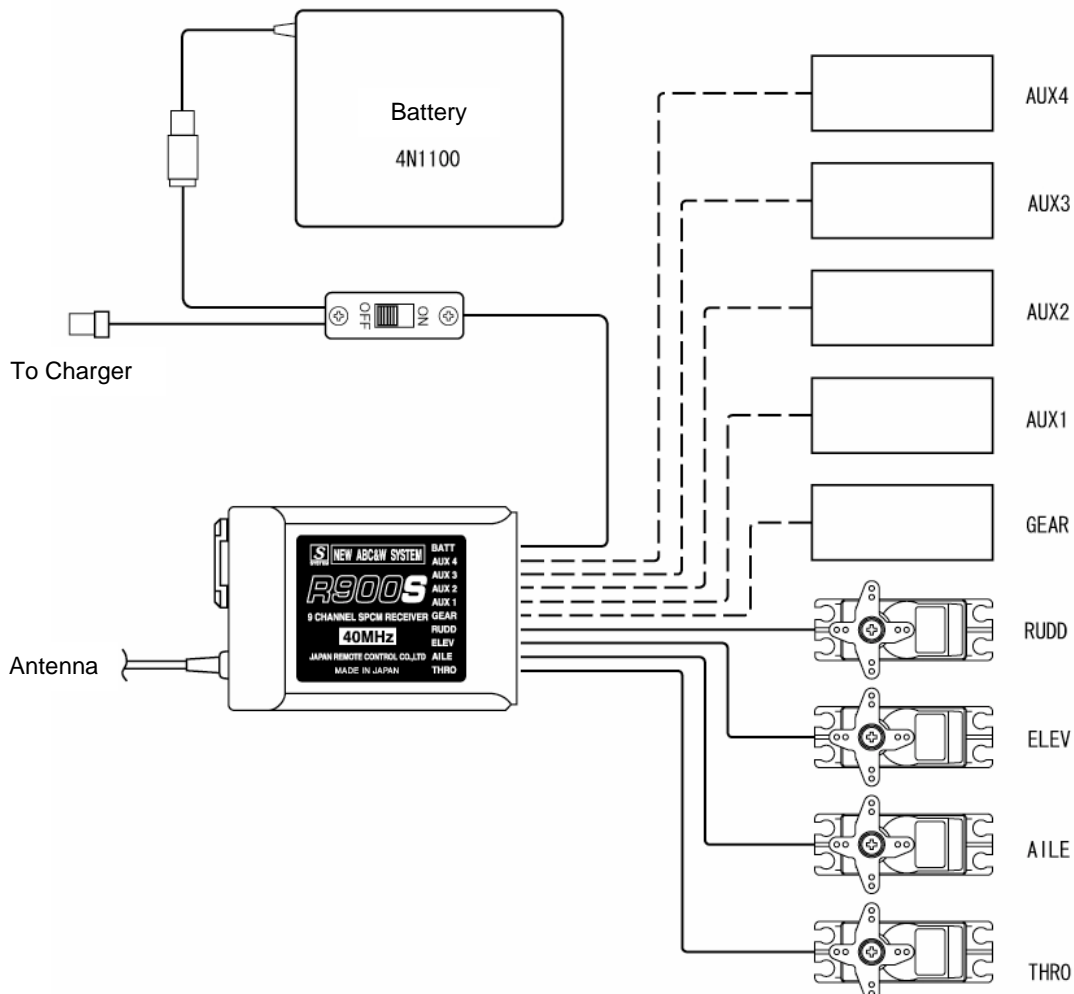 Battery
4N1100
AUX4
AUX3
AUX2
AUX1
GEAR
RUDD
ELEV
AILE
THRO
OFF
ON
To Charger
Antenna
S
SYSTEM
NEW ABC&W SYSTEM
R900S
9 CHANNEL SPCM RECEIVER
40MHz
JAPAN REMOTE CONTROL CO.,LTD
MADE IN JAPAN
BATT
AUX 4
AUX 3
AUX 2
AUX 1
GEAR
RUDD
ELEV
AILE
THRO